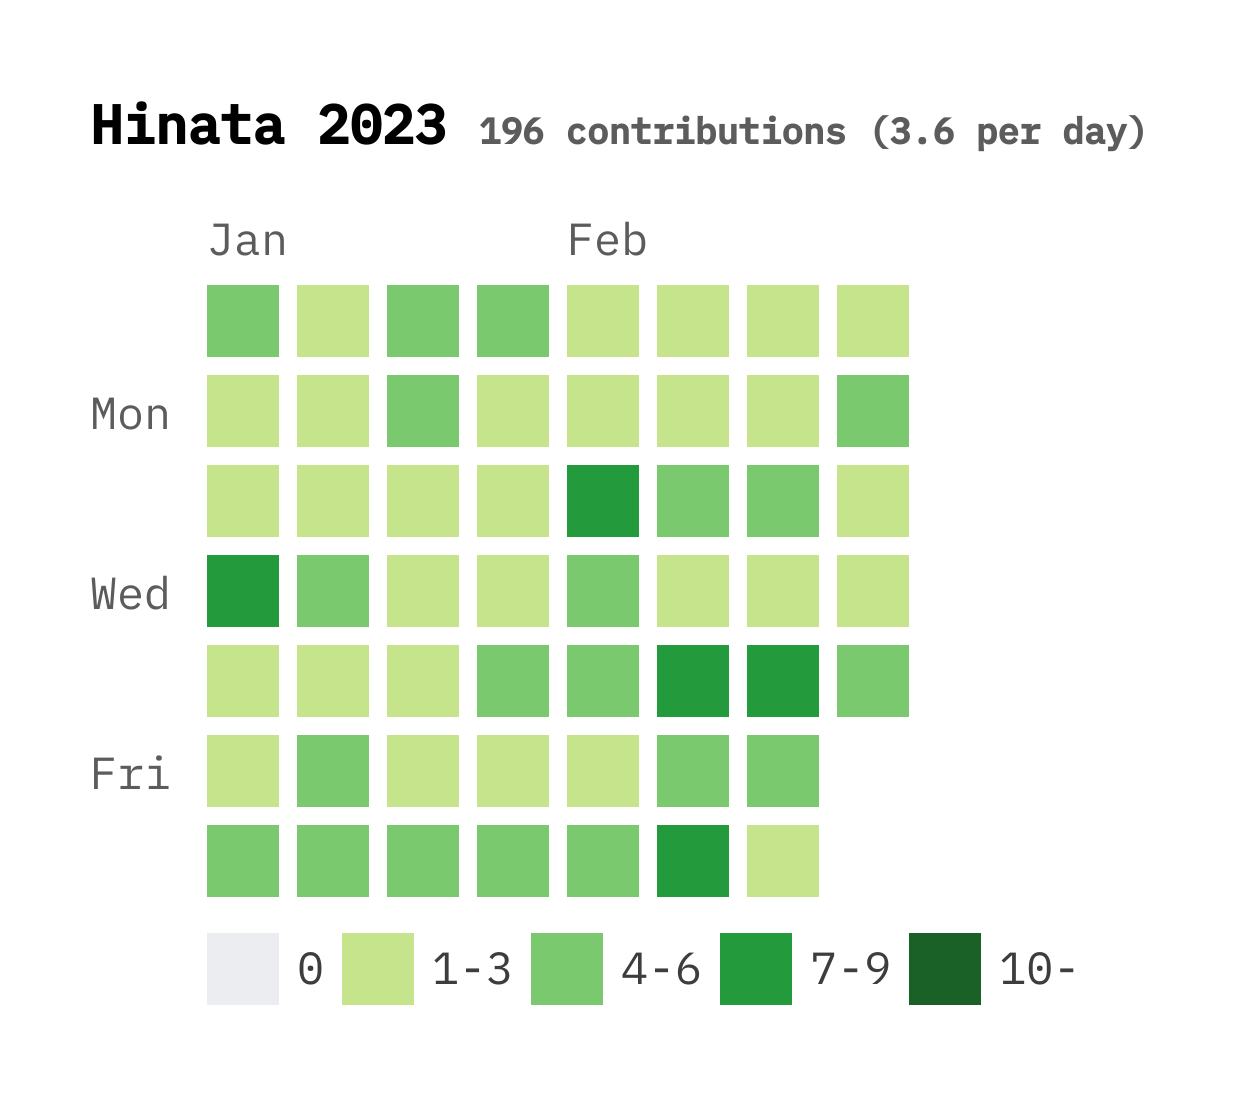 Hinata 2023 196 contributions (3.6 per day)
Jan Feb
Mon
Wed
Fri
0 1-3 4-6 7-9 10-